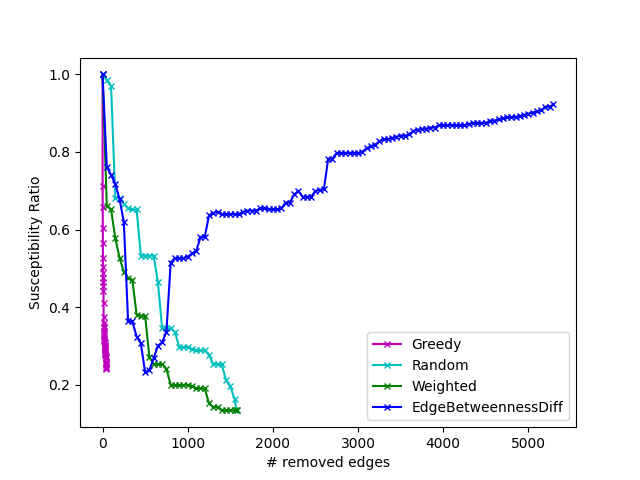 1.0
0.8
0.6
0.4
0.2
Susceptibility Ratio
Greedy
Random
Weighted
EdgeBetweennessDiff
0 1000 2000 3000 4000 5000
# removed edges